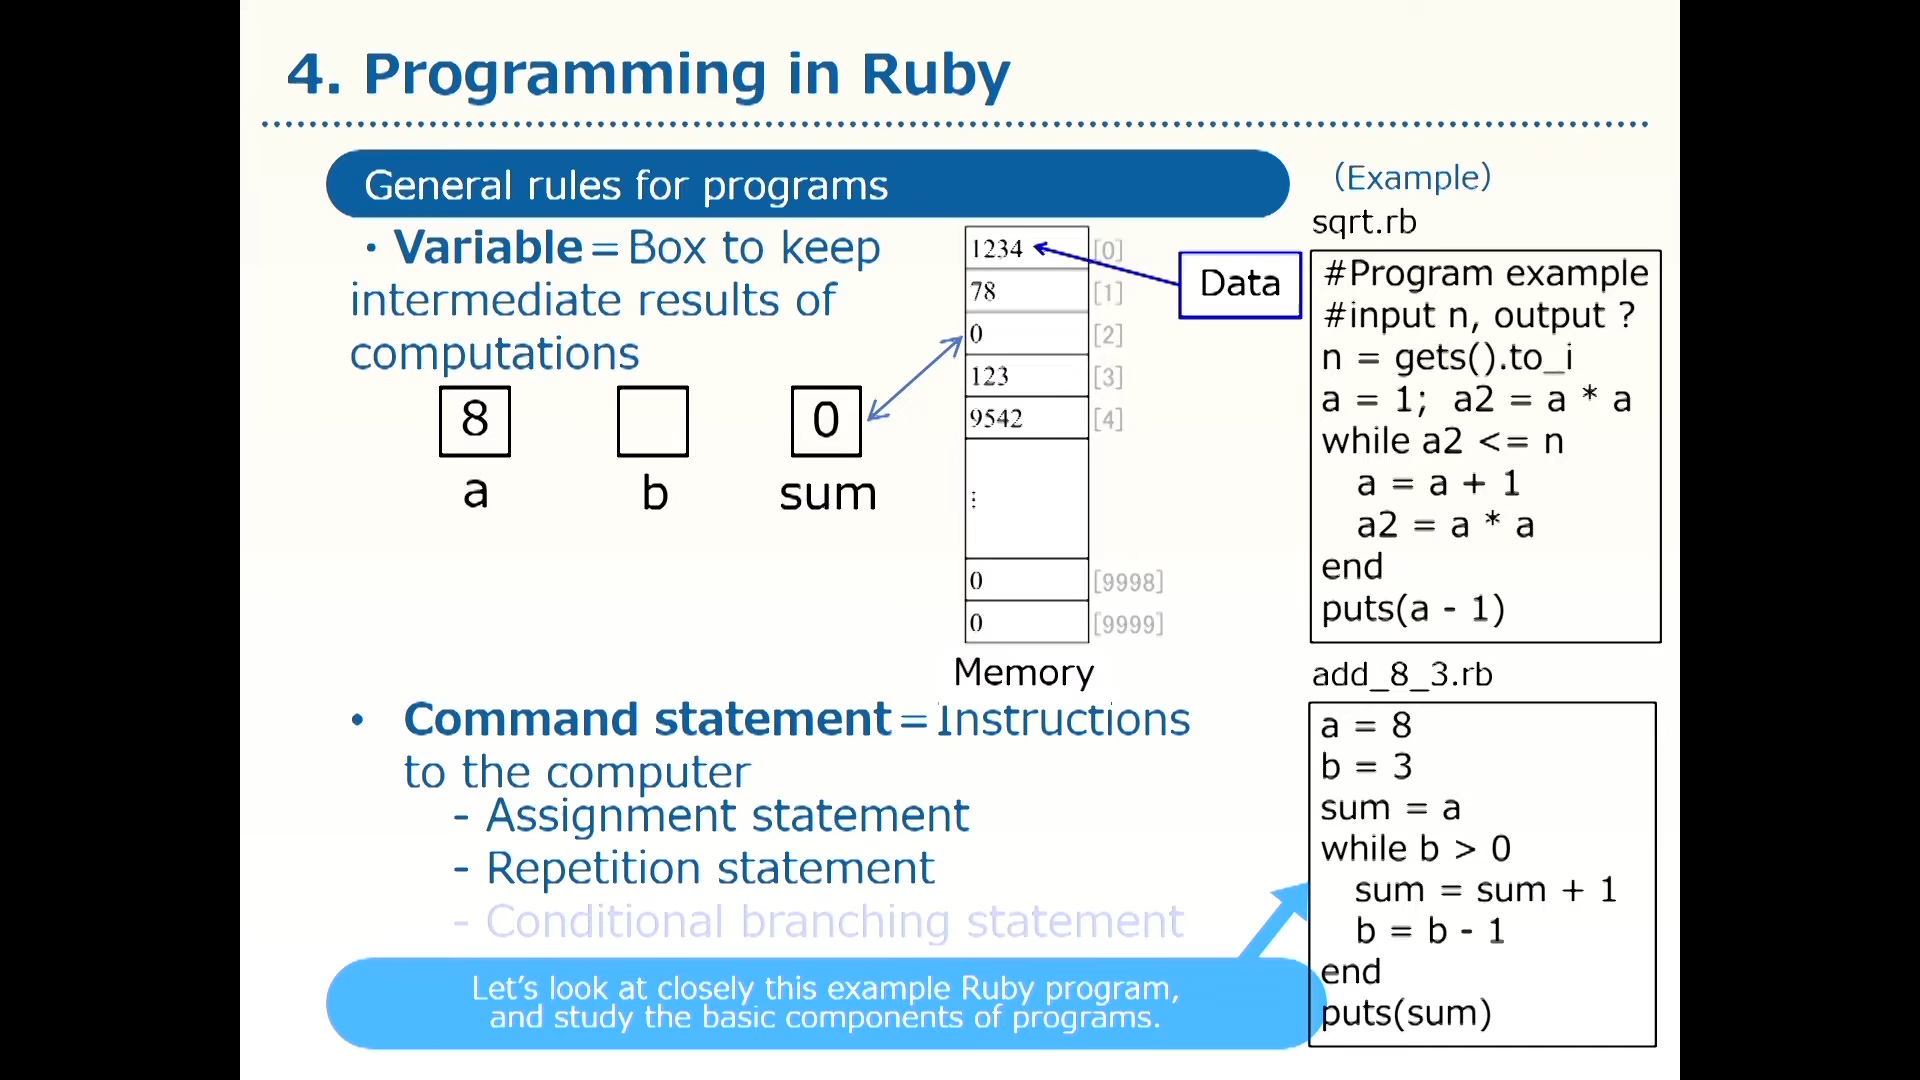 4. Programming in Ruby
General rules for programs
・Variable＝Box to keep
intermediate results of
computations
8
0
a
b
sum
1234
[0]
78
[1]
0
[2]
123
[3]
9542
[4]
⋮
0
[9998]
0
[9999]
Memory
Data
• Command statement＝Instructions
to the computer
- Assignment statement
- Repetition statement
- Conditional branching statement
Let’s look at closely this example Ruby program,
and study the basic components of programs.
（Example）
sqrt.rb
#Program example
#input n, output ?
n = gets().to_i
a = 1; a2 = a * a
while a2 <= n
a = a + 1
a2 = a * a
end
puts(a - 1)
add_8_3.rb
a = 8
b = 3
sum = a
while b > 0
sum = sum + 1
b = b - 1
end
puts(sum)